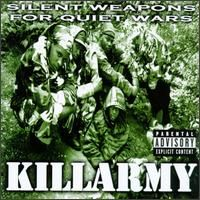 SILENT WEAPONS
FOR QUIET WARS
PARENTAL
ADVISORY
EXPLICIT CONTENT
KILLARMY